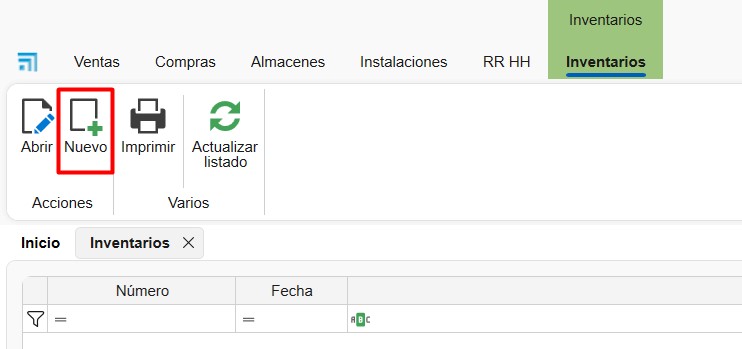 Inventarios
Ventas Compras Almacenes Instalaciones RR HH Inventarios
Abrir Nuevo Imprimir Actualizar listado
Acciones Varios
Inicio Inventarios
Número Fecha
= = ABC